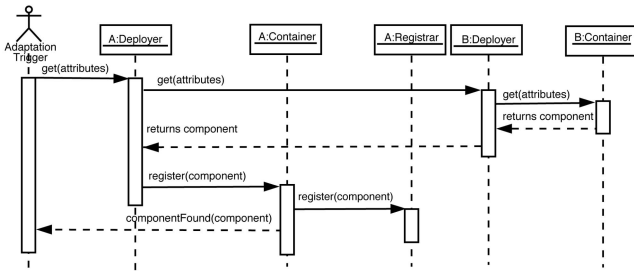 A:Deployer
A:Container
A:Registrar
B:Deployer
B:Container
Adaptation
Trigger
get(attributes)
get(attributes)
get(attributes)
returns component
returns component
register(component)
register(component)
componentFound(component)